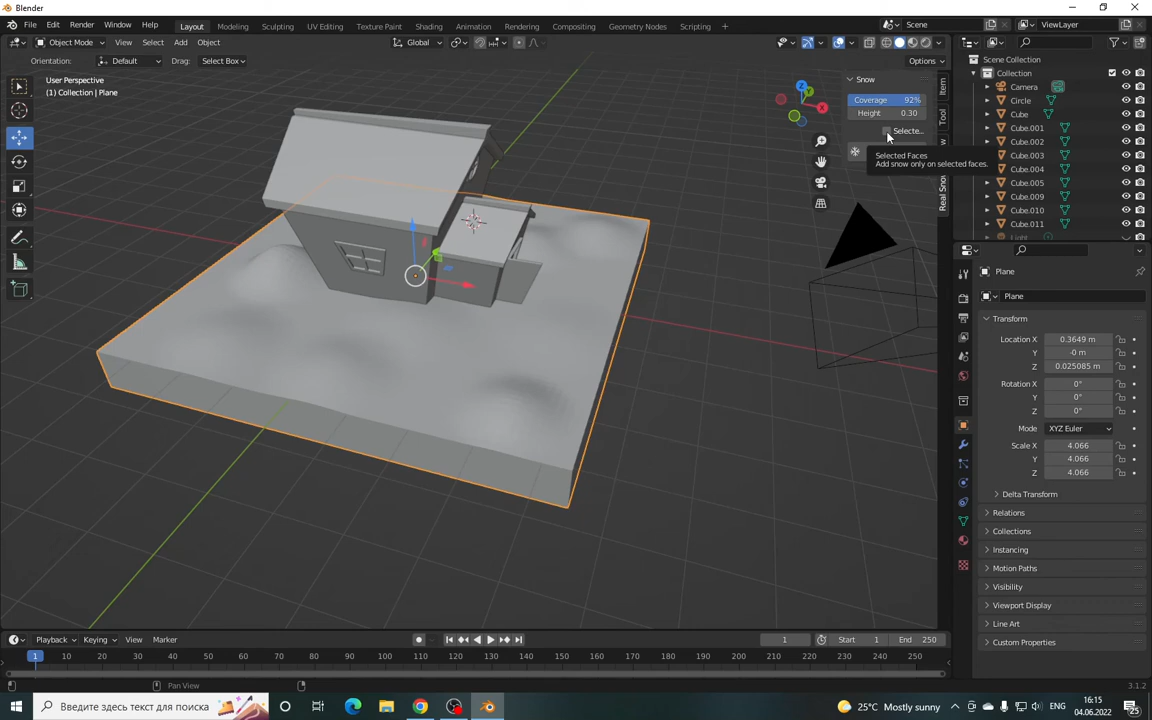 Blender
File Edit Render Window Help Layout Modeling Sculpting UV Editing Texture Paint Shading Animation Rendering Compositing Geometry Nodes Scripting + Scene ViewLayer
Object Mode View Select Add Object Global
Orientation: Default Drag: Select Box Options
User Perspective
(1) Collection | Plane
Snow
Coverage 92%
Height 0.30
Selecte...
Selected Faces
Add snow only on selected faces.
Item
Tool
Real Snow
Z
Y
X
Scene Collection
Collection
Camera
Circle
Cube
Cube.001
Cube.002
Cube.003
Cube.004
Cube.005
Cube.009
Cube.010
Cube.011
Light
Plane
Plane
Transform
Location X 0.3649 m
Y -0 m
Z 0.025085 m
Rotation X 0°
Y 0°
Z 0°
Mode XYZ Euler
Scale X 4.066
Y 4.066
Z 4.066
Delta Transform
Relations
Collections
Instancing
Motion Paths
Visibility
Viewport Display
Line Art
Custom Properties
Playback Keying View Marker 1 Start 1 End 250
1 10 20 30 40 50 60 70 80 90 100 110 120 130 140 150 160 170 180 190 200 210 220 230 240 250
Pan View 3.1.2
Введите здесь текст для поиска 25°C Mostly sunny ENG 16:15
04.06.2022
25